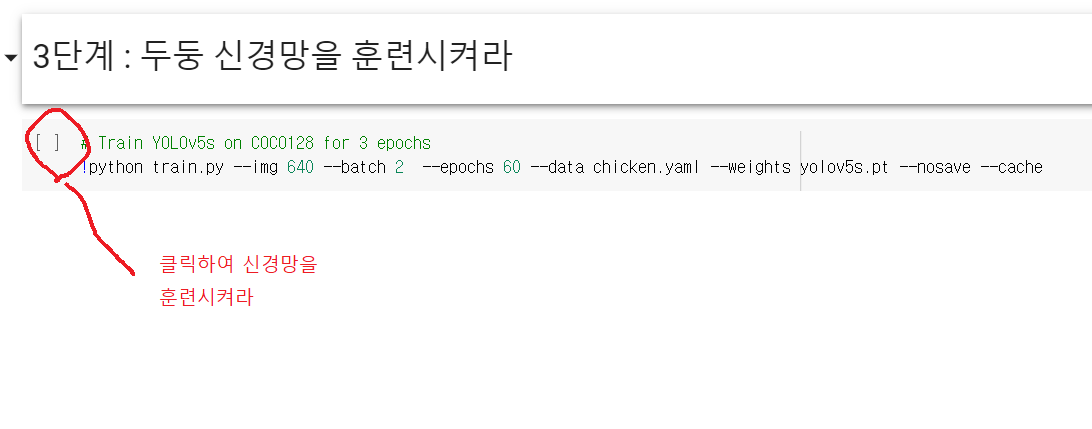 3단계 : 두둥 신경망을 훈련시켜라
[ ] # Train YOLOv5s on COCO128 for 3 epochs
!python train.py --img 640 --batch 2  --epochs 60 --data chicken.yaml --weights yolov5s.pt --nosave --cache
클릭하여 신경망을
훈련시켜라